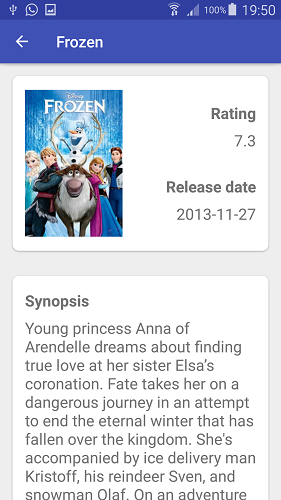 100% 19:50
Frozen
Disney
FROZEN
Rating
7.3
Release date
2013-11-27
Synopsis
Young princess Anna of
Arendelle dreams about finding
true love at her sister Elsa's
coronation. Fate takes her on a
dangerous journey in an attempt
to end the eternal winter that
has fallen over the kingdom. She's
accompanied by ice delivery man
Kristoff, his reindeer Sven, and
snowman Olaf. On an adventure